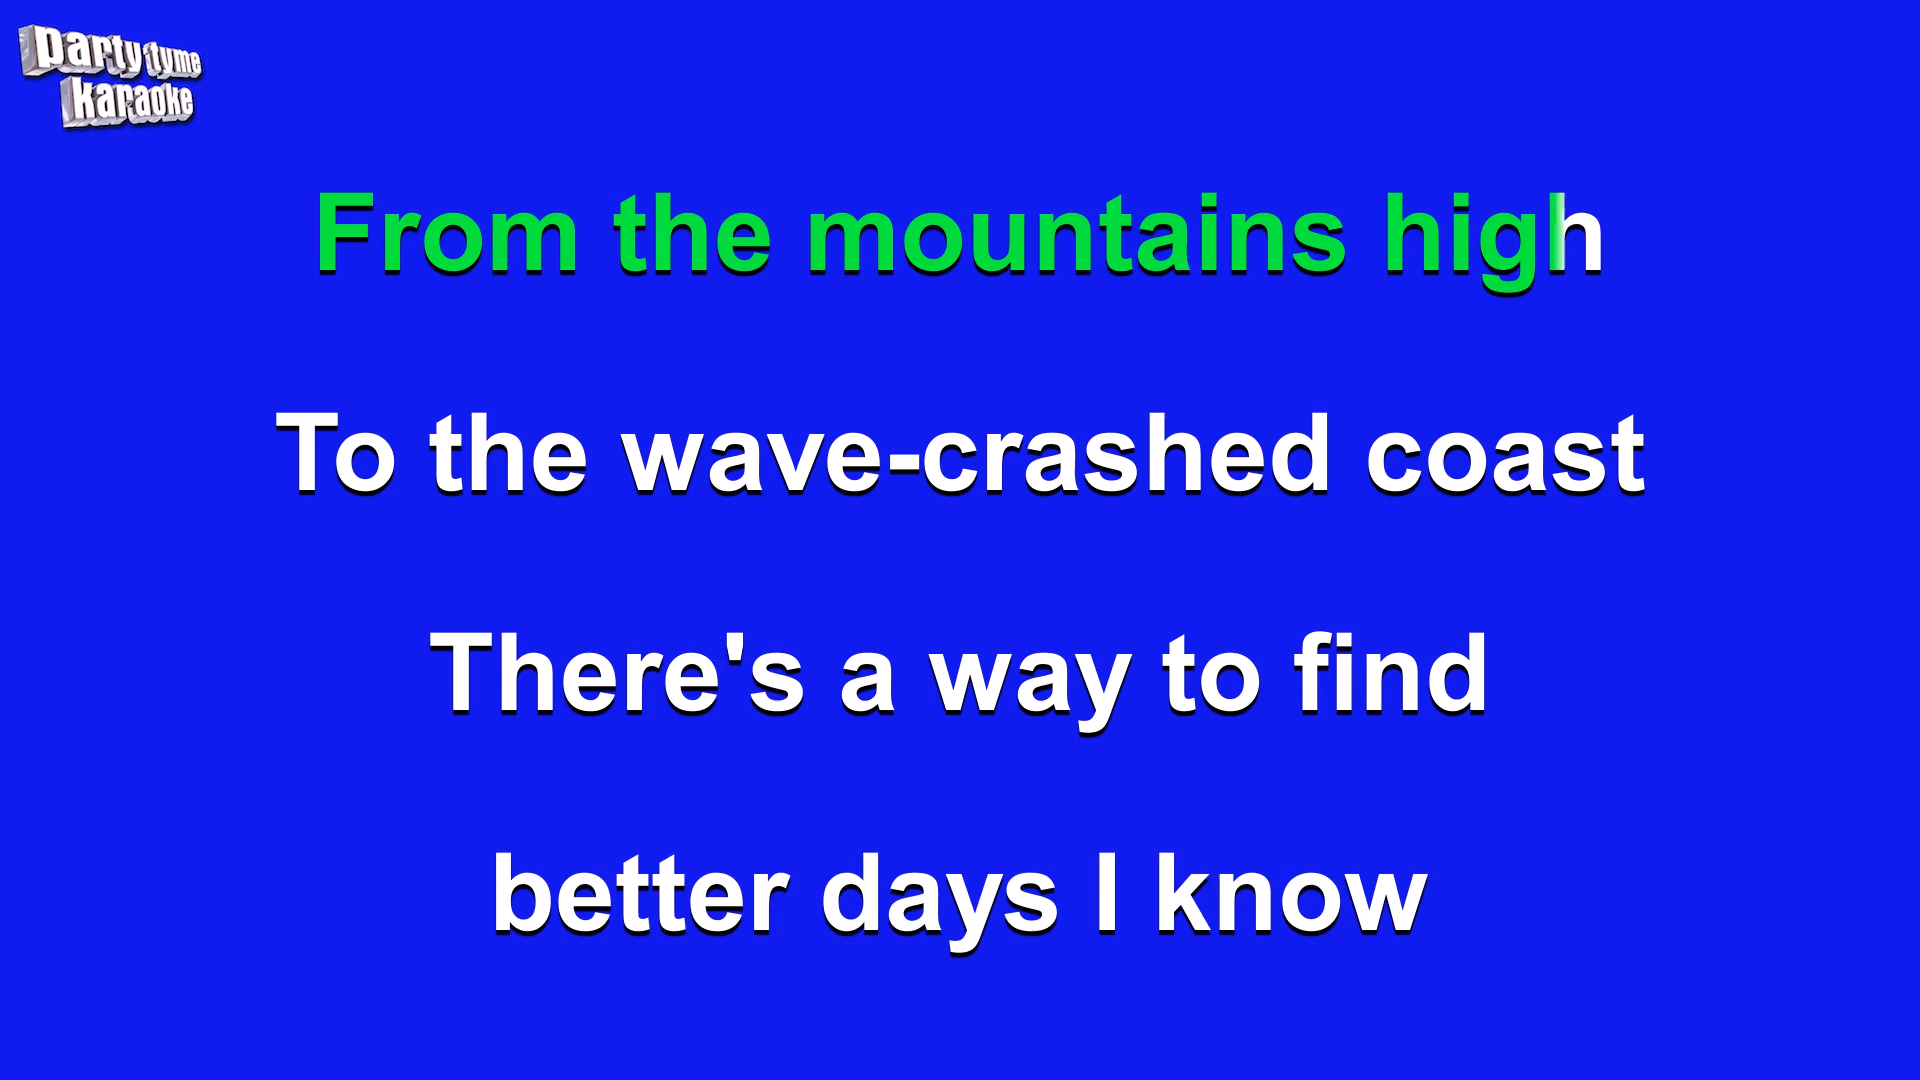 party tyme
karaoke
From the mountains high
To the wave-crashed coast
There's a way to find
better days I know